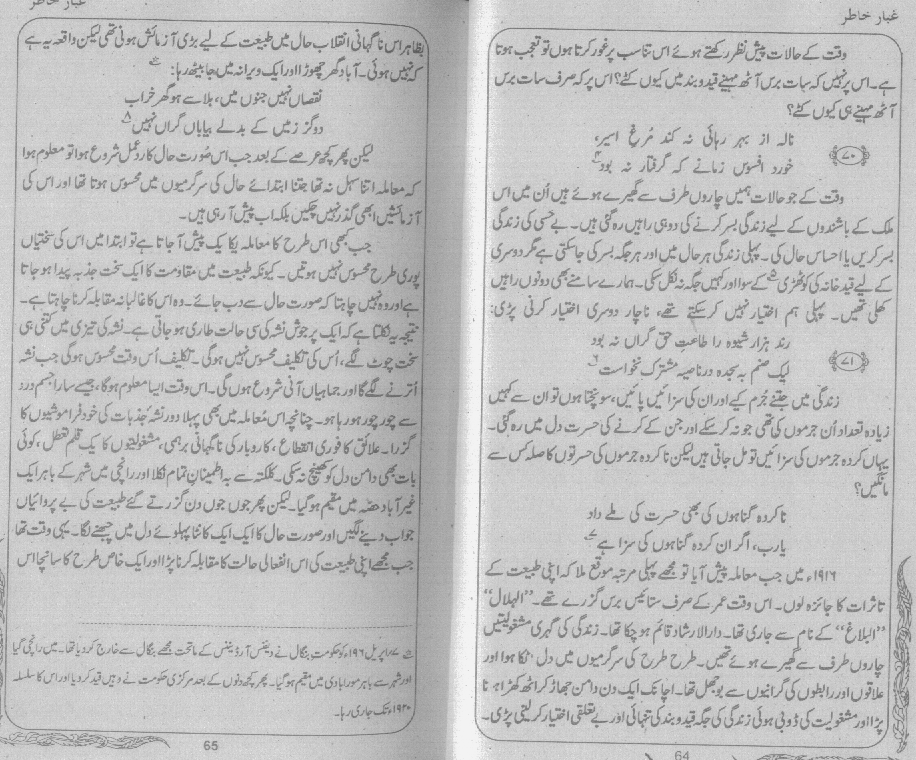 غبار خاطر
وقت کے حالات پیش نظر رکھتے ہوئے اس تناسب پر غور کرتا ہوں تو تعجب ہوتا
ہے۔ اس پر نہیں کہ سات برس آٹھ مہینے قید و بند میں کیوں کٹے؟ اس پر کہ صرف سات برس
آٹھ مہینے ہی کیوں کٹے؟
نالہ از بہر رہائی نہ کند مرغِ اسیر،
﴿۷۰﴾
خورد افسوس زمانے کہ گرفتار نہ بود
وقت کے جو حالات ہمیں چاروں طرف سے گھیرے ہوئے ہیں اُن میں اس
ملک کے باشندوں کے لیے زندگی بسر کرنے کی دو ہی راہیں رہ گئی ہیں۔ بے حسی کی زندگی
بسر کریں یا احساسِ حال کی۔ پہلی زندگی ہر حال میں اور ہر جگہ بسر کی جا سکتی ہے مگر دوسری
کے لیے قید خانہ کی کوٹھڑی کے سوا اور کہیں جگہ نہ نکل سکی۔ ہمارے سامنے بھی دونوں راہیں
کھلی تھیں۔ پہلی ہم اختیار نہیں کر سکتے تھے، ناچار دوسری اختیار کرنی پڑی:
رند ہزار شیوہ را طاعتِ حق گراں نہ بود
﴿۷۱﴾
لیک صنم بہ سجدہ در ناصیہ مشترک نخواست
زندگی میں جتنے جُرم کیے اور ان کی سزائیں پائیں، سونچتا ہوں تو ان سے کہیں
زیادہ تعداد اُن جرموں کی تھی جو نہ کر سکے اور جن کے کرنے کی حسرت دل میں رہ گئی۔
یہاں کردہ جرموں کی سزائیں تو مل جاتی ہیں لیکن ناکردہ جرموں کی حسرتوں کا صلہ کس سے
مانگیں؟
ناکردہ گناہوں کی بھی حسرت کی ملے داد
یارب، اگر ان کردہ گناہوں کی سزا ہے
۱۹۱۶ء میں جب معاملہ پیش آیا تو مجھے پہلی مرتبہ موقع ملا کہ اپنی طبیعت کے
تاثرات کا جائزہ لوں۔ اس وقت عمر کے صرف ستائیس برس گزرے تھے۔ ”الہلال“
”البلاغ“ کے نام سے جاری تھا۔ دارالارشاد قائم ہو چکا تھا۔ زندگی کی گہری مشغولیتیں
چاروں طرف سے گھیرے ہوئے تھیں۔ طرح طرح کی سرگرمیوں میں دل اٹکا ہوا اور
علاقوں اور رابطوں کی گرانیوں سے بوجھل تھا۔ اچانک ایک دن دامن جھاڑ کر اٹھ کھڑا ہونا
پڑا اور مشغولیت کی ڈوبی ہوئی زندگی کی جگہ قید و بند کی تنہائی اور بے تعلقی اختیار کر لینی پڑی۔
64
غبار خاطر
بظاہر اس ناگہانی انقلابِ حال میں طبیعت کے لیے بڑی آزمائش ہونی تھی لیکن واقعہ یہ ہے
کہ نہیں ہوئی۔ آباد گھر چھوڑا اور ایک ویرانہ میں جا بیٹھ رہا:
نقصاں نہیں جنوں میں، بلا سے ہو گھر خراب
دو گز زمیں کے بدلے بیاباں گراں نہیں ۸
لیکن پھر کچھ عرصے کے بعد جب اس صُورتِ حال کا ردِ عمل شروع ہوا تو معلوم ہوا
کہ معاملہ اتنا سہل نہ تھا جتنا ابتدائے حال کی سرگرمیوں میں محسوس ہوتا تھا اور اس کی
آزمائشیں ابھی گذر نہیں چکیں بلکہ اب پیش آ رہی ہیں۔
جب کبھی اس طرح کا معاملہ یکایک پیش آ جاتا ہے تو ابتدا میں اس کی سختیاں
پوری طرح محسوس نہیں ہوتیں۔ کیونکہ طبیعت میں مقاومت کا ایک سخت جذبہ پیدا ہو جاتا
ہے اور وہ نہیں چاہتا کہ صورتِ حال سے دب جائے۔ وہ اس کا غالبانہ مقابلہ کرنا چاہتا ہے۔
نتیجہ یہ نکلتا ہے کہ ایک پُر جوش نشہ کی سی حالت طاری ہو جاتی ہے۔ نشہ کی تیزی میں کتنی ہی
سخت چوٹ لگے، اُس کی تکلیف محسوس نہیں ہوگی۔ تکلیف اُس وقت محسوس ہوگی جب نشہ
اُترنے لگے گا اور جماہیاں آنی شروع ہوں گی۔ اس وقت ایسا معلوم ہوگا، جیسے سارا جسم درد
سے چور چور ہو رہا ہو۔ چنانچہ اس مُعاملہ میں بھی پہلا دور نشۂ جذبات کی خود فراموشیوں کا
گزرا۔ علائق کا فوری انقطاع، کاروبار کی ناگہانی برہمی، مشغولیتوں کا یک قلم تعطل، کوئی
بات بھی دامنِ دل کو کھینچ نہ سکی۔ کلکتہ سے بہ اطمینانِ تمام نکلا اور رانچی میں شہر کے باہر ایک
غیر آباد حصّہ میں مقیم ہو گیا۔ لیکن پھر جوں جوں دن گزرتے گئے طبیعت کی بے پروائیاں
جواب دینے لگیں اور صورتِ حال کا ایک ایک کانٹا پہلوئے دل میں چبھنے لگا۔ یہی وقت تھا
جب مجھے اپنی طبیعت کی اس انفعالی حالت کا مقابلہ کرنا پڑا اور ایک خاص طرح کا سانچا اس
۷ اپریل ۱۹۶ء کو حکومت بنگال نے ڈیفنس آرڈیننس کے ماتحت مجھے بنگال سے خارج کر دیا تھا۔ میں رانچی گیا
اور شہر سے باہر مورابادی میں مقیم ہو گیا۔ پھر کچھ دنوں کے بعد مرکزی حکومت نے وہیں قید کر دیا اور اس کا سلسلہ
۱۹۲۰ء تک جاری رہا۔
65